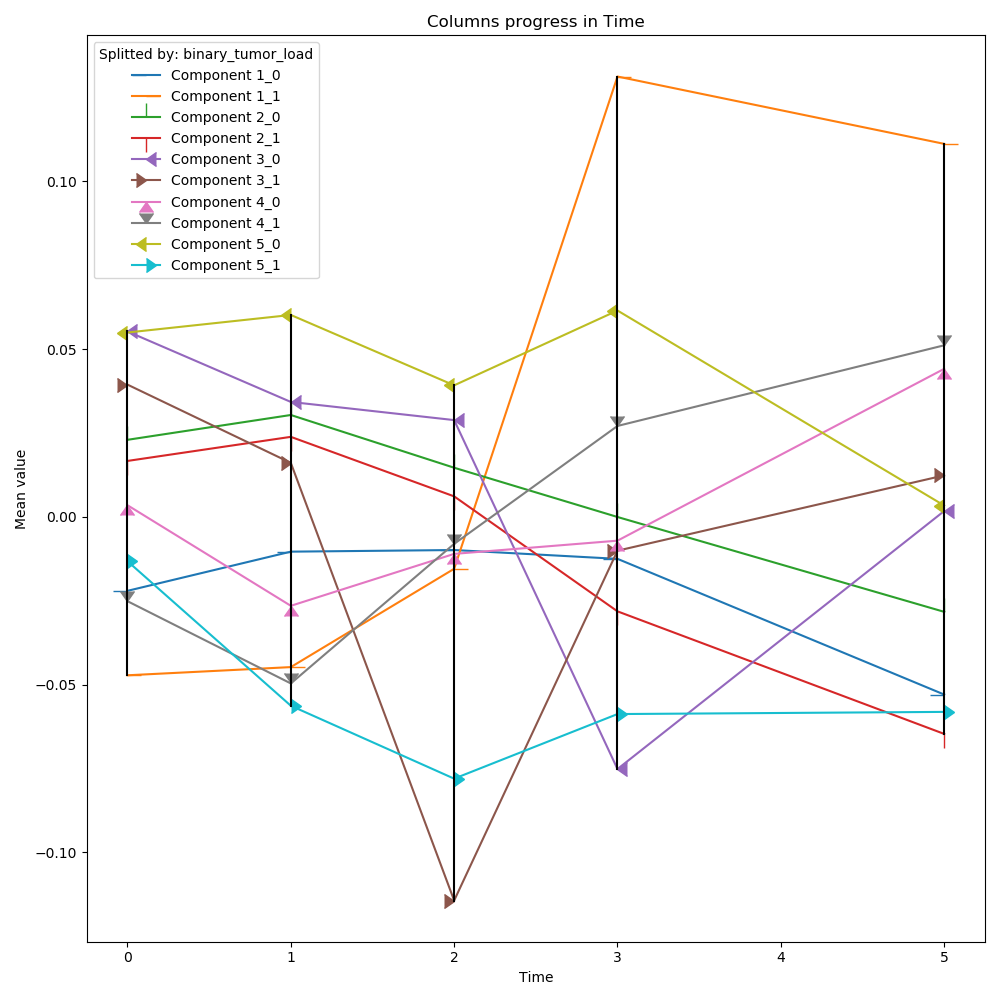 Columns progress in Time
Splitted by: binary_tumor_load
Component 1_0
Component 1_1
Component 2_0
Component 2_1
Component 3_0
Component 3_1
Component 4_0
Component 4_1
Component 5_0
Component 5_1
0.10
0.05
0.00
−0.05
−0.10
Mean value
0 1 2 3 4 5
Time